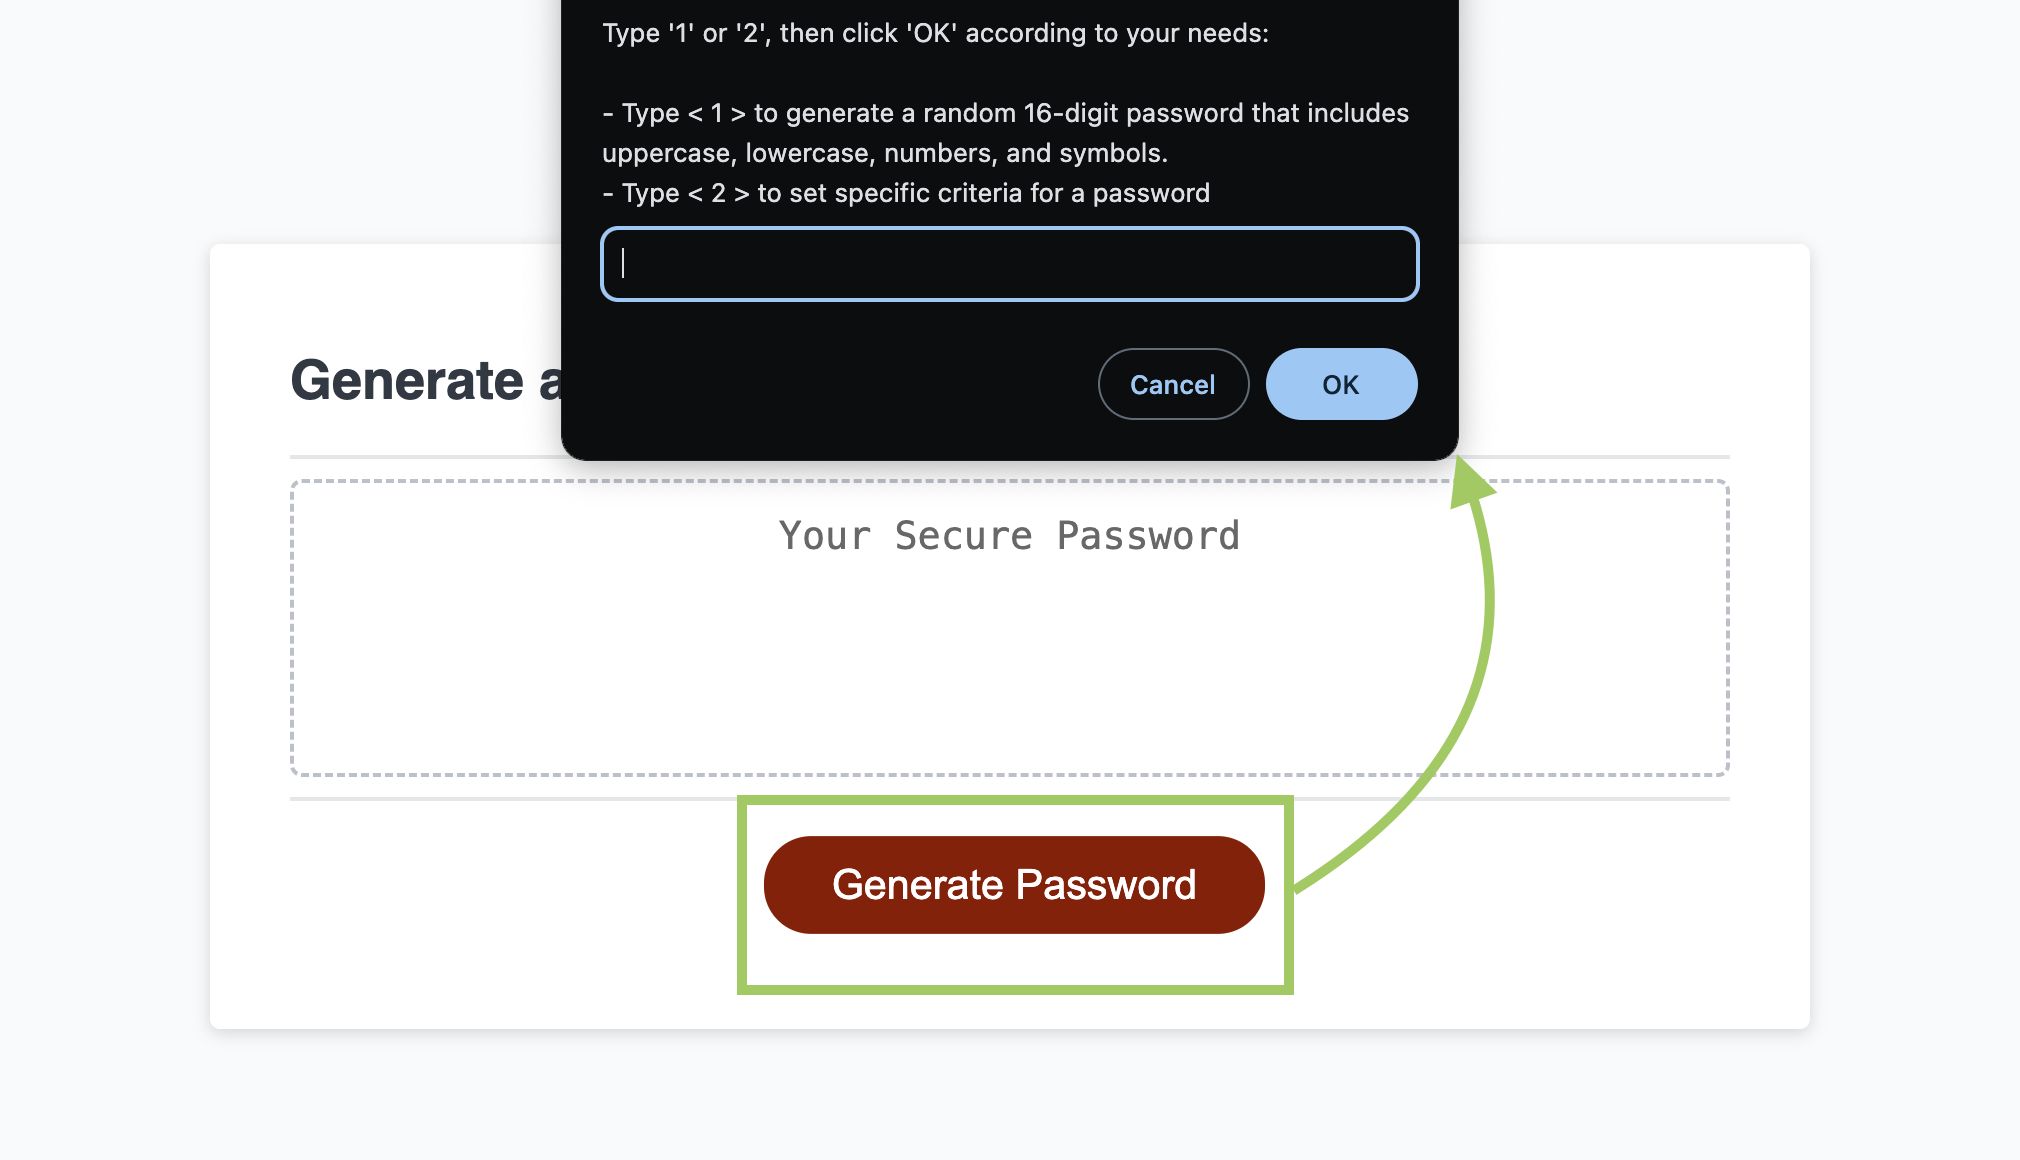 Type '1' or '2', then click 'OK' according to your needs:
- Type < 1 > to generate a random 16-digit password that includes
uppercase, lowercase, numbers, and symbols.
- Type < 2 > to set specific criteria for a password
Cancel
OK
Generate a
Your Secure Password
Generate Password